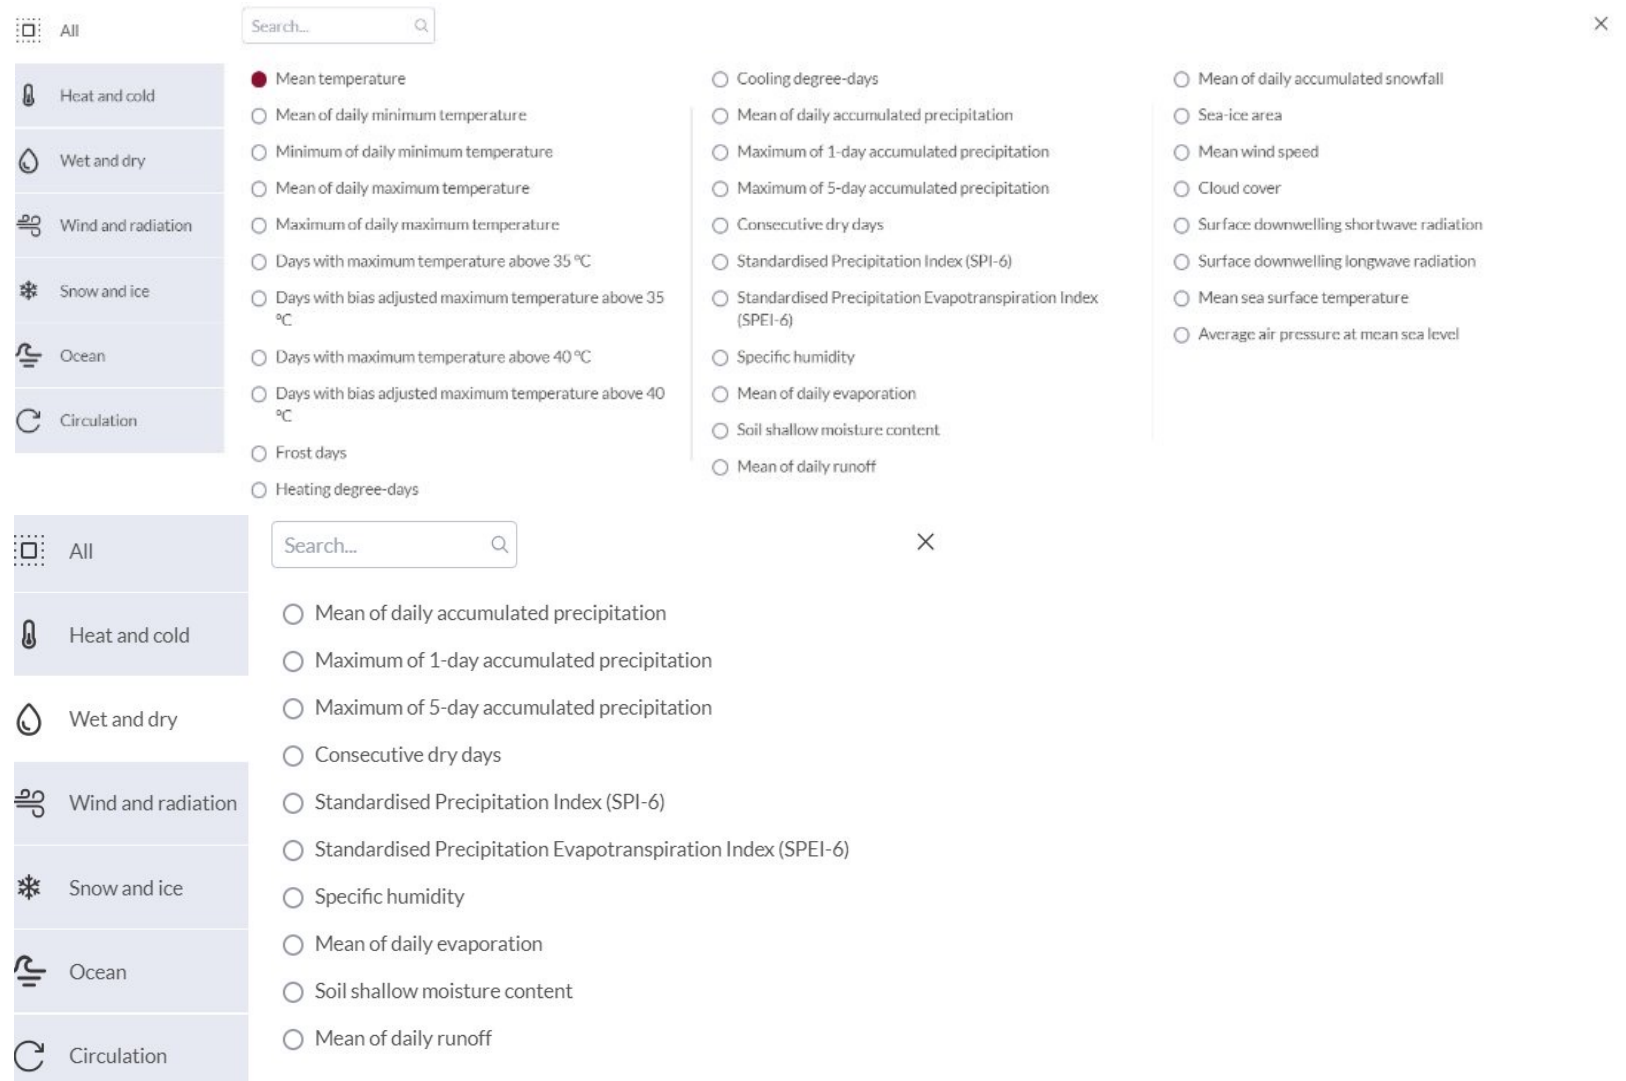 All
Search...
Heat and cold
Wet and dry
Wind and radiation
Snow and ice
Ocean
Circulation
Mean temperature
Mean of daily minimum temperature
Minimum of daily minimum temperature
Mean of daily maximum temperature
Maximum of daily maximum temperature
Days with maximum temperature above 35 ºC
Days with bias adjusted maximum temperature above 35
ºC
Days with maximum temperature above 40 ºC
Days with bias adjusted maximum temperature above 40
ºC
Frost days
Heating degree-days
Cooling degree-days
Mean of daily accumulated precipitation
Maximum of 1-day accumulated precipitation
Maximum of 5-day accumulated precipitation
Consecutive dry days
Standardised Precipitation Index (SPI-6)
Standardised Precipitation Evapotranspiration Index
(SPEI-6)
Specific humidity
Mean of daily evaporation
Soil shallow moisture content
Mean of daily runoff
Mean of daily accumulated snowfall
Sea-ice area
Mean wind speed
Cloud cover
Surface downwelling shortwave radiation
Surface downwelling longwave radiation
Mean sea surface temperature
Average air pressure at mean sea level
All
Search...
Heat and cold
Wet and dry
Wind and radiation
Snow and ice
Ocean
Circulation
Mean of daily accumulated precipitation
Maximum of 1-day accumulated precipitation
Maximum of 5-day accumulated precipitation
Consecutive dry days
Standardised Precipitation Index (SPI-6)
Standardised Precipitation Evapotranspiration Index (SPEI-6)
Specific humidity
Mean of daily evaporation
Soil shallow moisture content
Mean of daily runoff